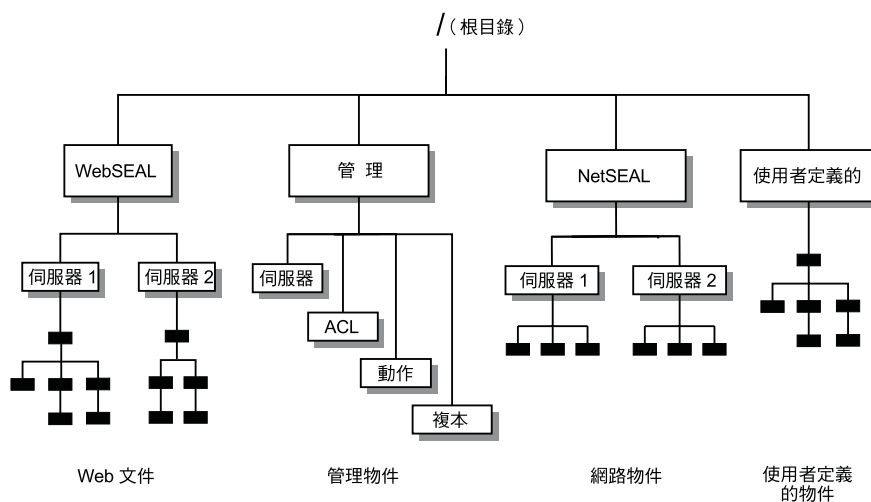 / (根目錄)
WebSEAL
管 理
NetSEAL
使用者定義的
伺服器 1
伺服器 2
伺服器
ACL
動作
複本
伺服器 1
伺服器 2
Web 文件
管理物件
網路物件
使用者定義
的物件